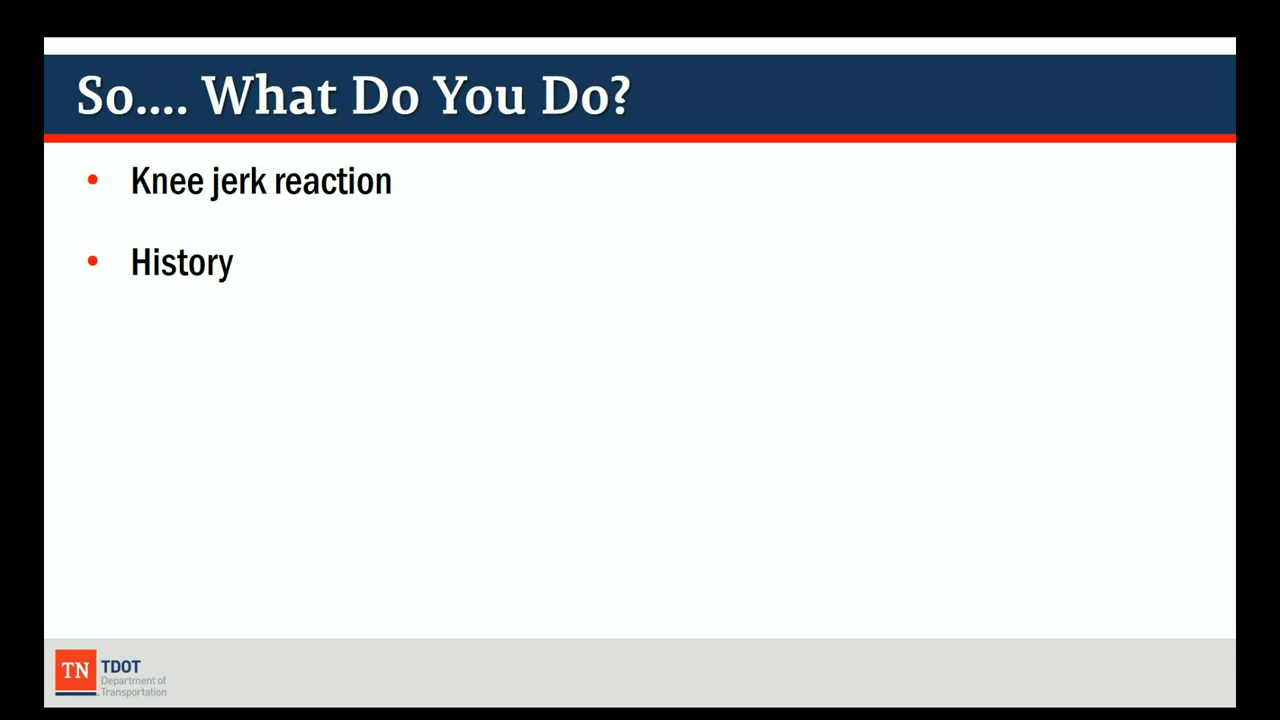 So.... What Do You Do?
• Knee jerk reaction
• History
TN
TDOT
Department of
Transportation